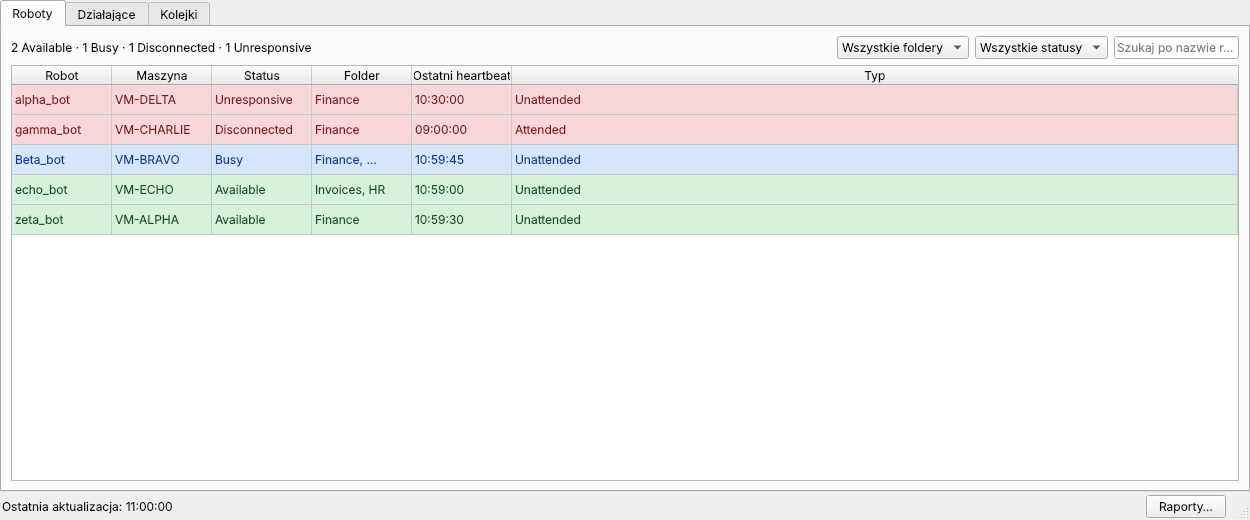 Roboty Działające Kolejki
2 Available · 1 Busy · 1 Disconnected · 1 Unresponsive Wszystkie foldery Wszystkie statusy Szukaj po nazwie r...
Robot Maszyna Status Folder Ostatni heartbeat Typ
alpha_bot VM-DELTA Unresponsive Finance 10:30:00 Unattended
gamma_bot VM-CHARLIE Disconnected Finance 09:00:00 Attended
Beta_bot VM-BRAVO Busy Finance, ... 10:59:45 Unattended
echo_bot VM-ECHO Available Invoices, HR 10:59:00 Unattended
zeta_bot VM-ALPHA Available Finance 10:59:30 Unattended
Ostatnia aktualizacja: 11:00:00 Raporty...